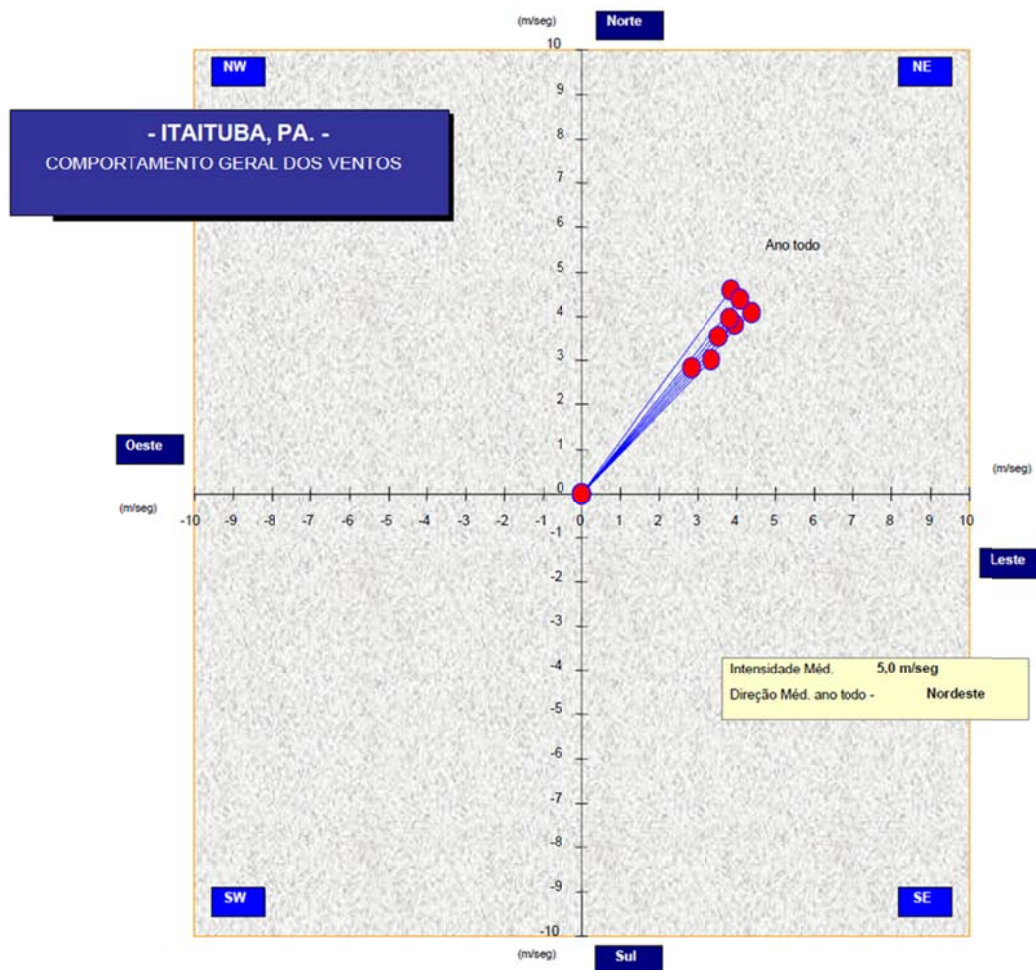 (m/seg)
Norte
10
NW
NE
9
- ITAITUBA, PA. -
COMPORTAMENTO GERAL DOS VENTOS
8
7
6
Ano todo
5
4
3
2
1
Oeste
0
(m/seg)
(m/seg)
-10 -9 -8 -7 -6 -5 -4 -3 -2 -1 0 1 2 3 4 5 6 7 8 9 10
-1
Leste
-2
-3
-4
Intensidade Méd. 5,0 m/seg
Direção Méd. ano todo - Nordeste
-5
-6
-7
-8
-9
SW
SE
-10
(m/seg)
Sul